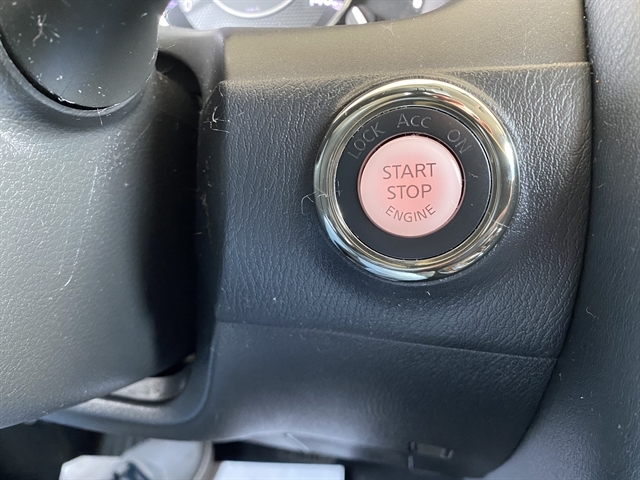 LOCK Acc ON
START
STOP
ENGINE